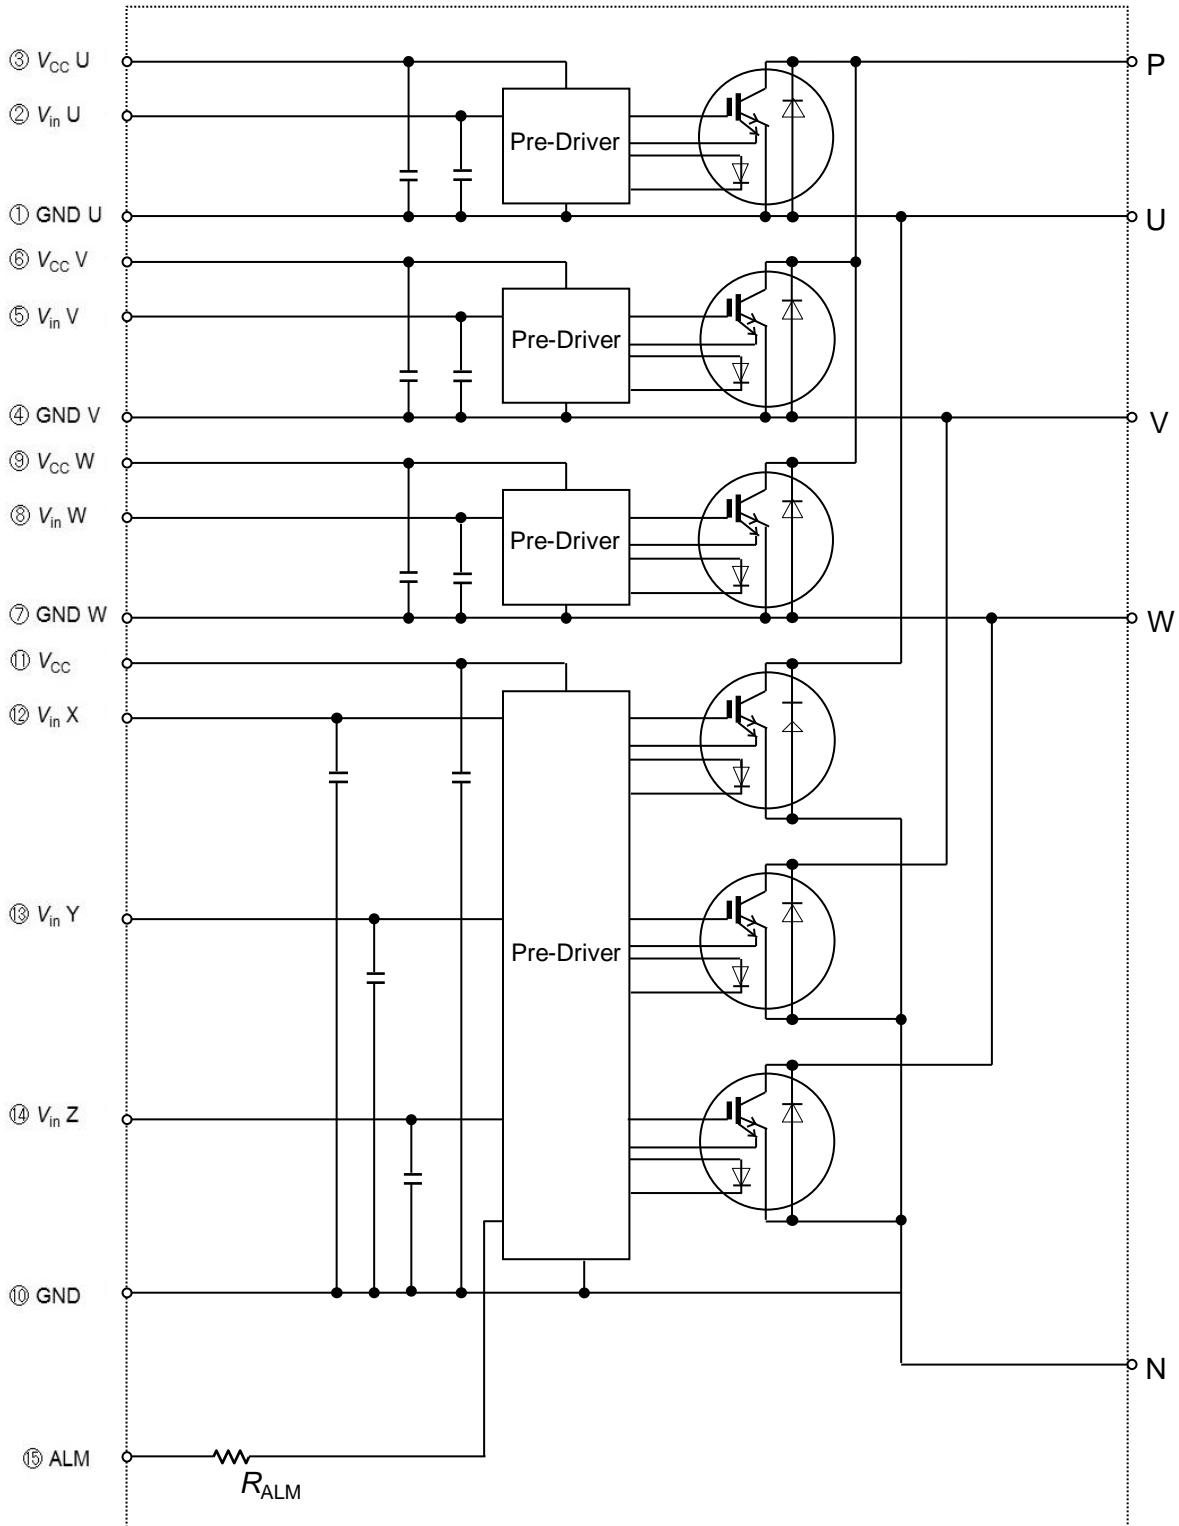 ③ VCC U
P
② Vin U
Pre-Driver
① GND U
U
⑥ VCC V
⑤ Vin V
Pre-Driver
④ GND V
V
⑨ VCC W
⑧ Vin W
Pre-Driver
⑦ GND W
W
⑪ VCC
⑫ Vin X
⑬ Vin Y
Pre-Driver
⑭ Vin Z
⑩ GND
N
⑮ ALM
RALM